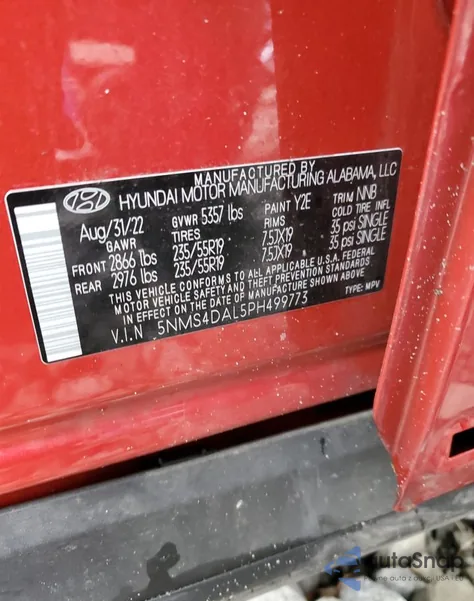 MANUFACTURED BY
HYUNDAI MOTOR MANUFACTURING ALABAMA, LLC
Aug/31/22 GVWR 5357 lbs PAINT Y2E TRIM NNB
GAWR TIRES RIMS COLD TIRE INFL
FRONT 2866 lbs 235/55R19 7.5JX19 35 psi SINGLE
REAR 2976 lbs 235/55R19 7.5JX19 35 psi SINGLE
THIS VEHICLE CONFORMS TO ALL APPLICABLE U.S.A. FEDERAL
MOTOR VEHICLE SAFETY AND THEFT PREVENTION STANDARDS
IN EFFECT ON THE DATE OF MANUFACTURE SHOWN ABOVE.
V.I.N 5NMS4DAL5PH499773 TYPE: MPV
autoSnap